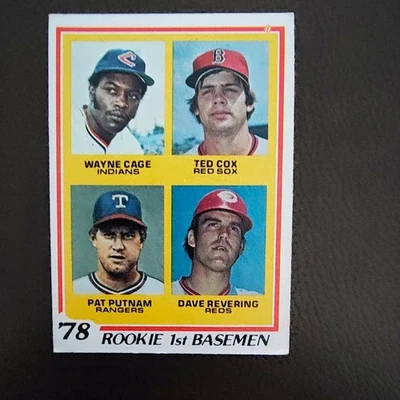 C B
WAYNE CAGE TED COX
INDIANS RED SOX
T C
PAT PUTNAM DAVE REVERING
RANGERS REDS
'78 ROOKIE 1st BASEMEN